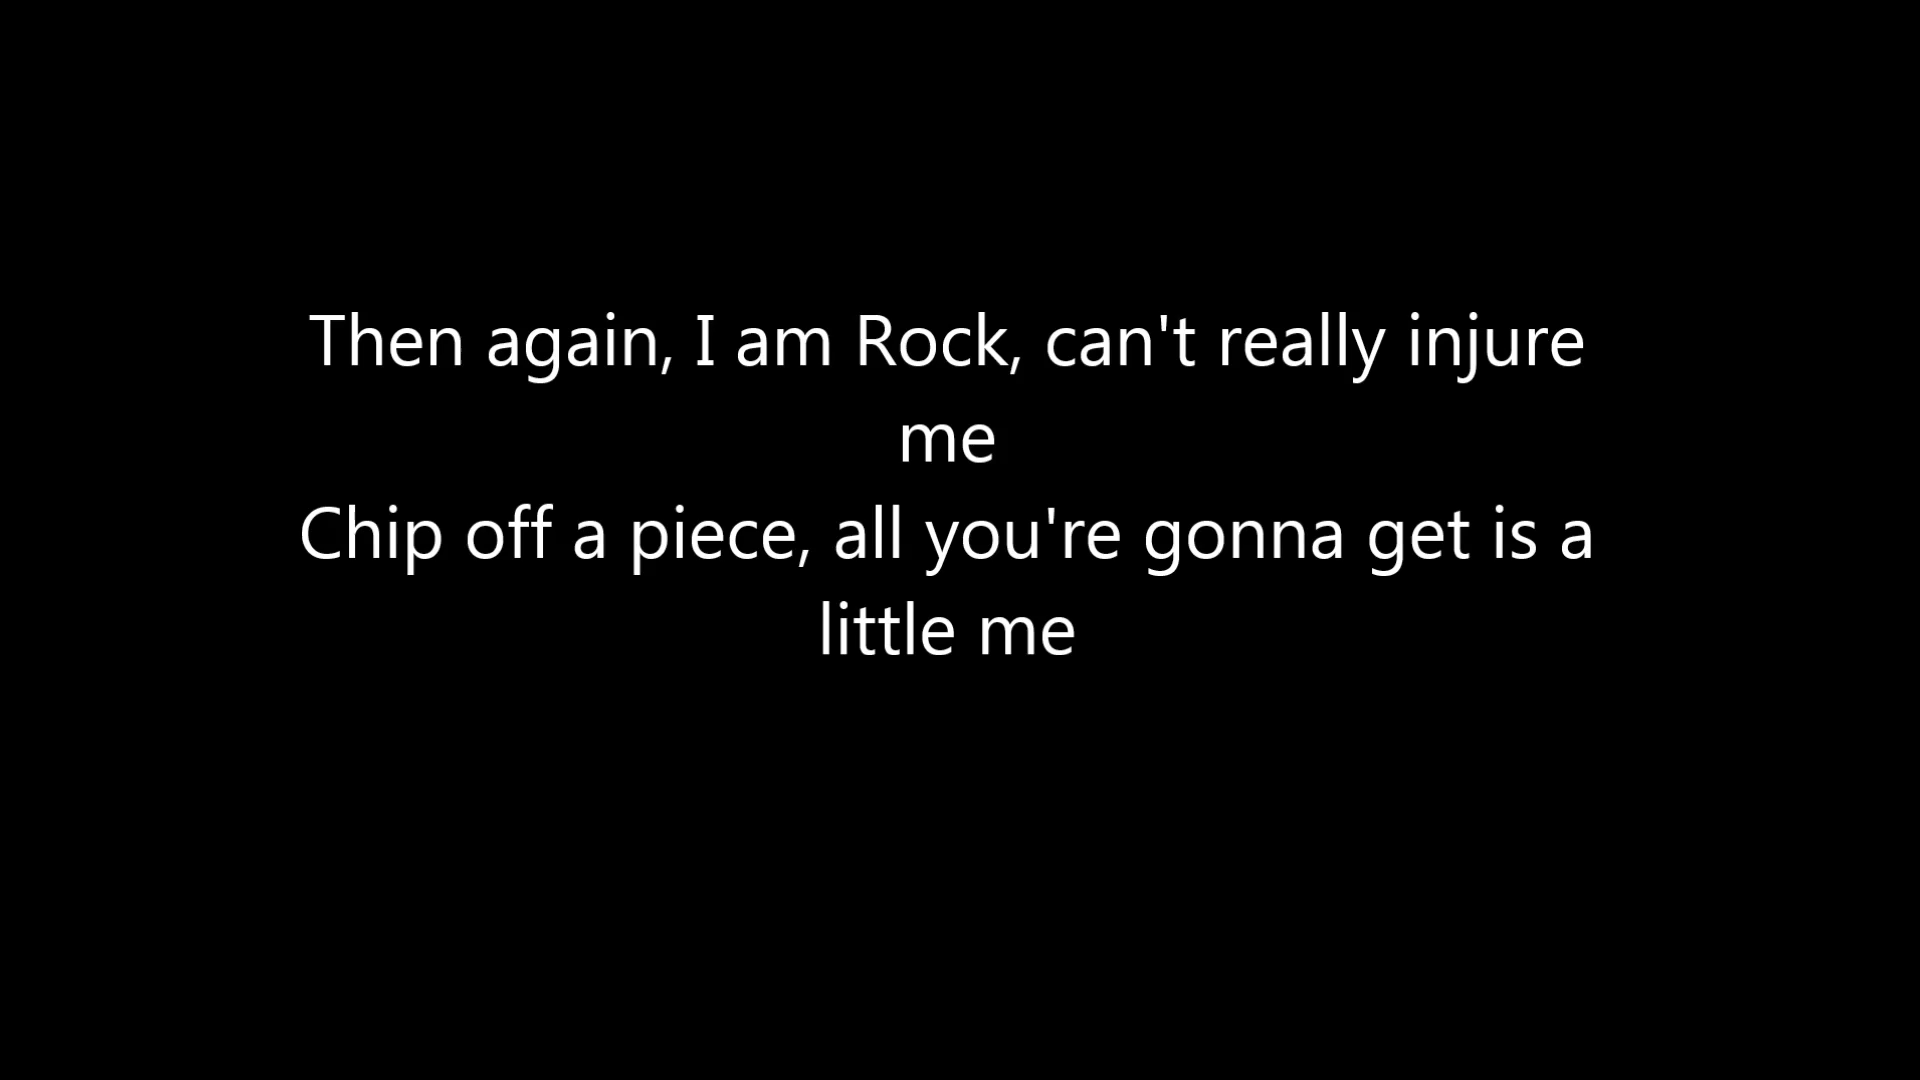 Then again, I am Rock, can't really injure
me
Chip off a piece, all you're gonna get is a
little me